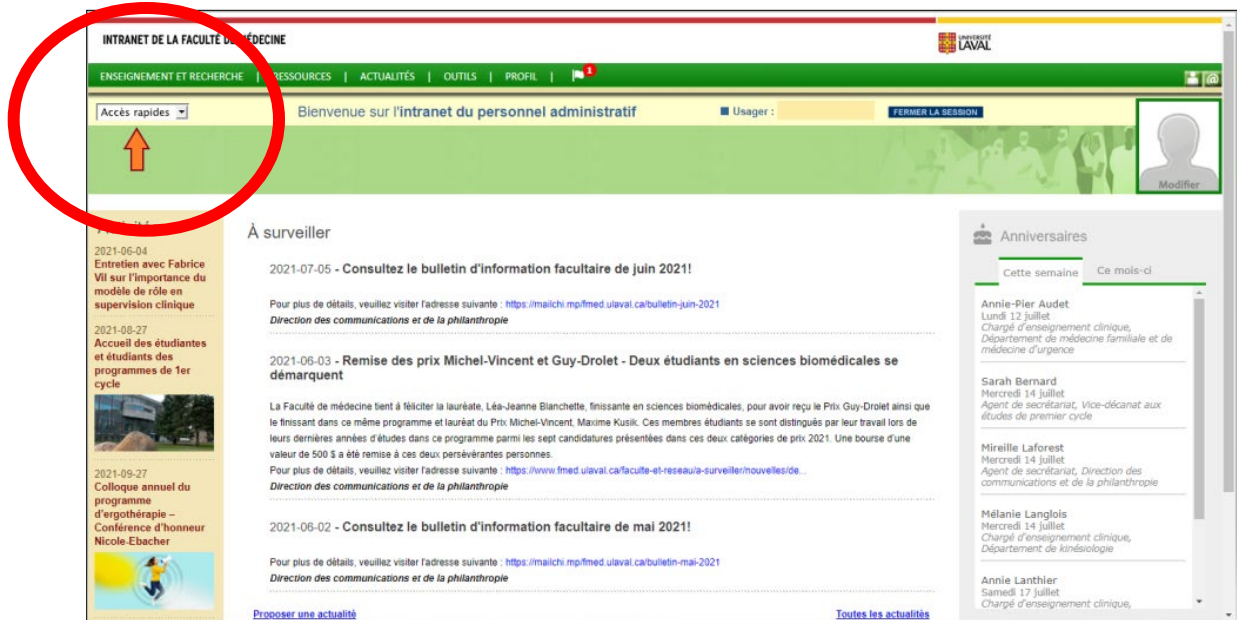 INTRANET DE LA FACULTÉ DE MÉDECINE
UNIVERSITÉ
LAVAL
ENSEIGNEMENT ET RECHERCHE | RESSOURCES | ACTUALITÉS | OUTILS | PROFIL | 1
Accès rapides
Bienvenue sur l'intranet du personnel administratif
Usager :
FERMER LA SESSION
Modifier
2021-06-04
Entretien avec Fabrice
Vil sur l'importance du
modèle de rôle en
supervision clinique
2021-08-27
Accueil des étudiantes
et étudiants des
programmes de 1er
cycle
2021-09-27
Colloque annuel du
programme
d'ergothérapie –
Conférence d'honneur
Nicole-Ebacher
À surveiller
2021-07-05 - Consultez le bulletin d'information facultaire de juin 2021!
Pour plus de détails, veuillez visiter l'adresse suivante : https://mailchi.mp/fmed.ulaval.ca/bulletin-juin-2021
Direction des communications et de la philanthropie
2021-06-03 - Remise des prix Michel-Vincent et Guy-Drolet - Deux étudiants en sciences biomédicales se
démarquent
La Faculté de médecine tient à féliciter la lauréate, Léa-Jeanne Blanchette, finissante en sciences biomédicales, pour avoir reçu le Prix Guy-Drolet ainsi que
le finissant dans ce même programme et lauréat du Prix Michel-Vincent, Maxime Kusik. Ces membres étudiants se sont distingués par leur travail lors de
leurs dernières années d'études dans ce programme parmi les sept candidatures présentées dans ces deux catégories de prix 2021. Une bourse d'une
valeur de 500 $ a été remise à ces deux persévérantes personnes.
Pour plus de détails, veuillez visiter l'adresse suivante : https://www.fmed.ulaval.ca/faculte-et-reseau/a-surveiller/nouvelles/de...
Direction des communications et de la philanthropie
2021-06-02 - Consultez le bulletin d'information facultaire de mai 2021!
Pour plus de détails, veuillez visiter l'adresse suivante : https://mailchi.mp/fmed.ulaval.ca/bulletin-mai-2021
Direction des communications et de la philanthropie
Proposer une actualité
Toutes les actualités
Anniversaires
Cette semaine
Ce mois-ci
Annie-Pier Audet
Lundi 12 juillet
Chargé d'enseignement clinique,
Département de médecine familiale et de
médecine d'urgence
Sarah Bernard
Mercredi 14 juillet
Agent de secrétariat, Vice-décanat aux
études de premier cycle
Mireille Laforest
Mercredi 14 juillet
Agent de secrétariat, Direction des
communications et de la philanthropie
Mélanie Langlois
Mercredi 14 juillet
Chargé d'enseignement clinique,
Département de kinésiologie
Annie Lanthier
Samedi 17 juillet
Chargé d'enseignement clinique,